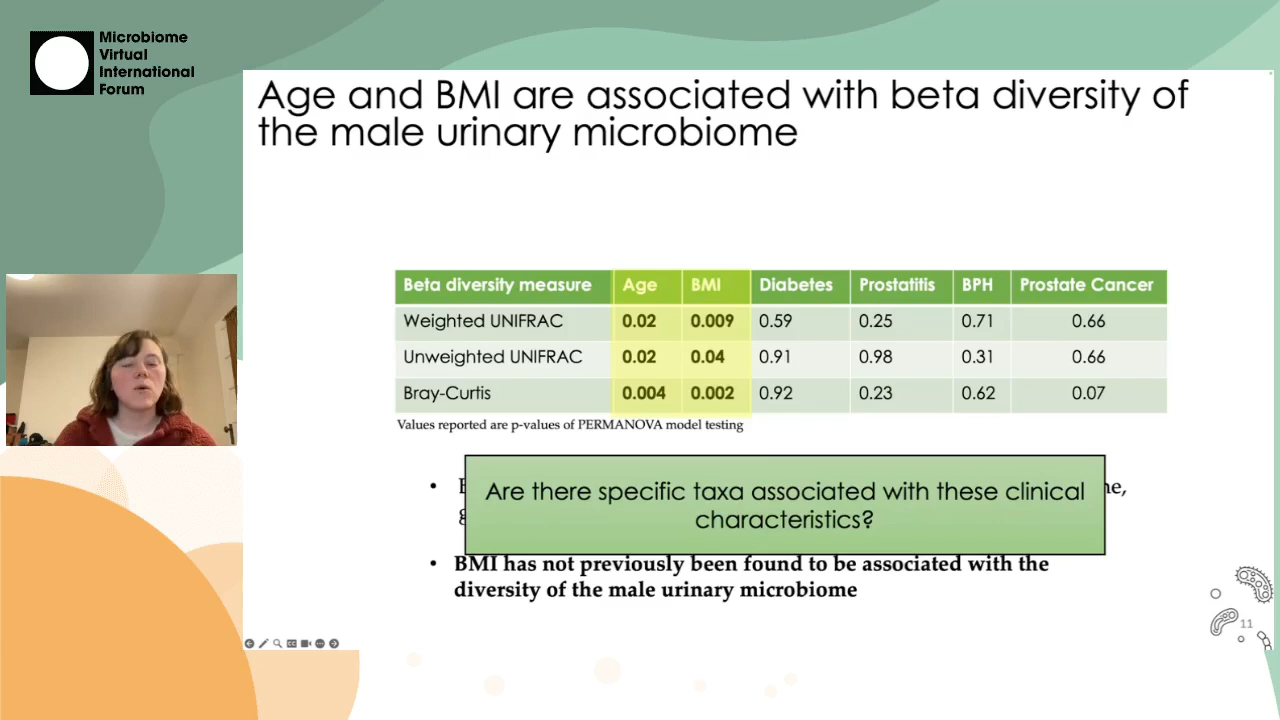 Microbiome
Virtual
International
Forum
Age and BMI are associated with beta diversity of
the male urinary microbiome
Beta diversity measure Age BMI Diabetes Prostatitis BPH Prostate Cancer
Weighted UNIFRAC 0.02 0.009 0.59 0.25 0.71 0.66
Unweighted UNIFRAC 0.02 0.04 0.91 0.98 0.31 0.66
Bray-Curtis 0.004 0.002 0.92 0.23 0.62 0.07
Values reported are p-values of PERMANOVA model testing
Are there specific taxa associated with these clinical
characteristics?
• BMI has not previously been found to be associated with the
diversity of the male urinary microbiome
11